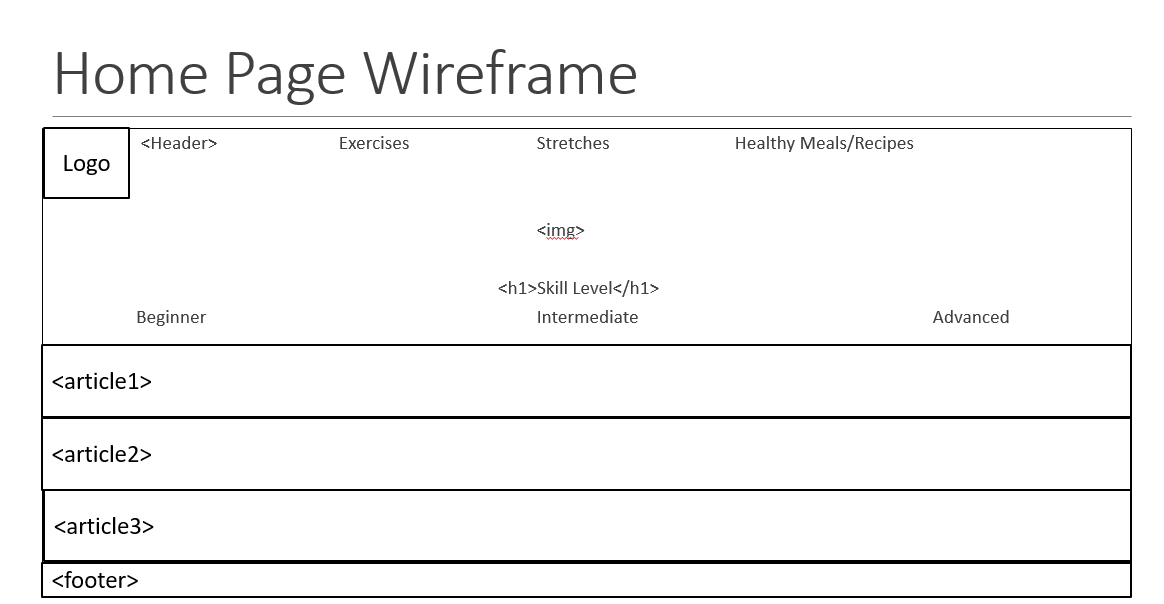 Home Page Wireframe
Logo <Header> Exercises Stretches Healthy Meals/Recipes
<img>
<h1>Skill Level</h1>
Beginner Intermediate Advanced
<article1>
<article2>
<article3>
<footer>